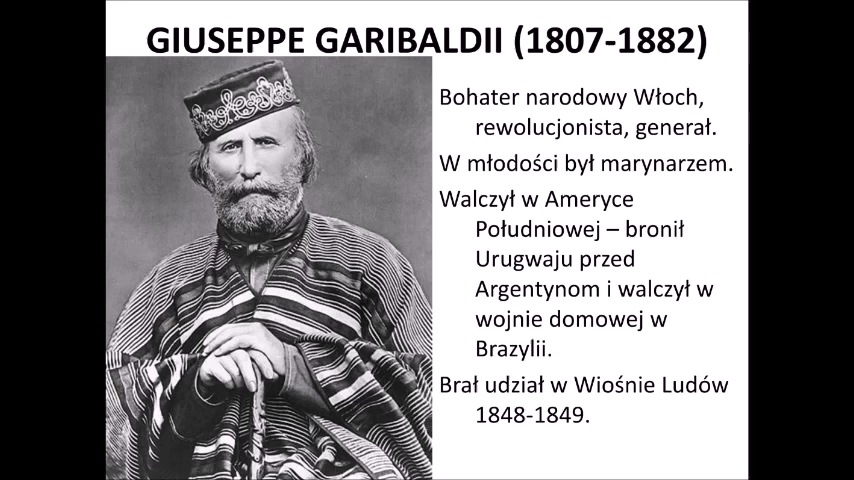 GIUSEPPE GARIBALDII (1807-1882)
Bohater narodowy Włoch,
rewolucjonista, generał.
W młodości był marynarzem.
Walczył w Ameryce
Południowej – bronił
Urugwaju przed
Argentynom i walczył w
wojnie domowej w
Brazylii.
Brał udział w Wiośnie Ludów
1848-1849.